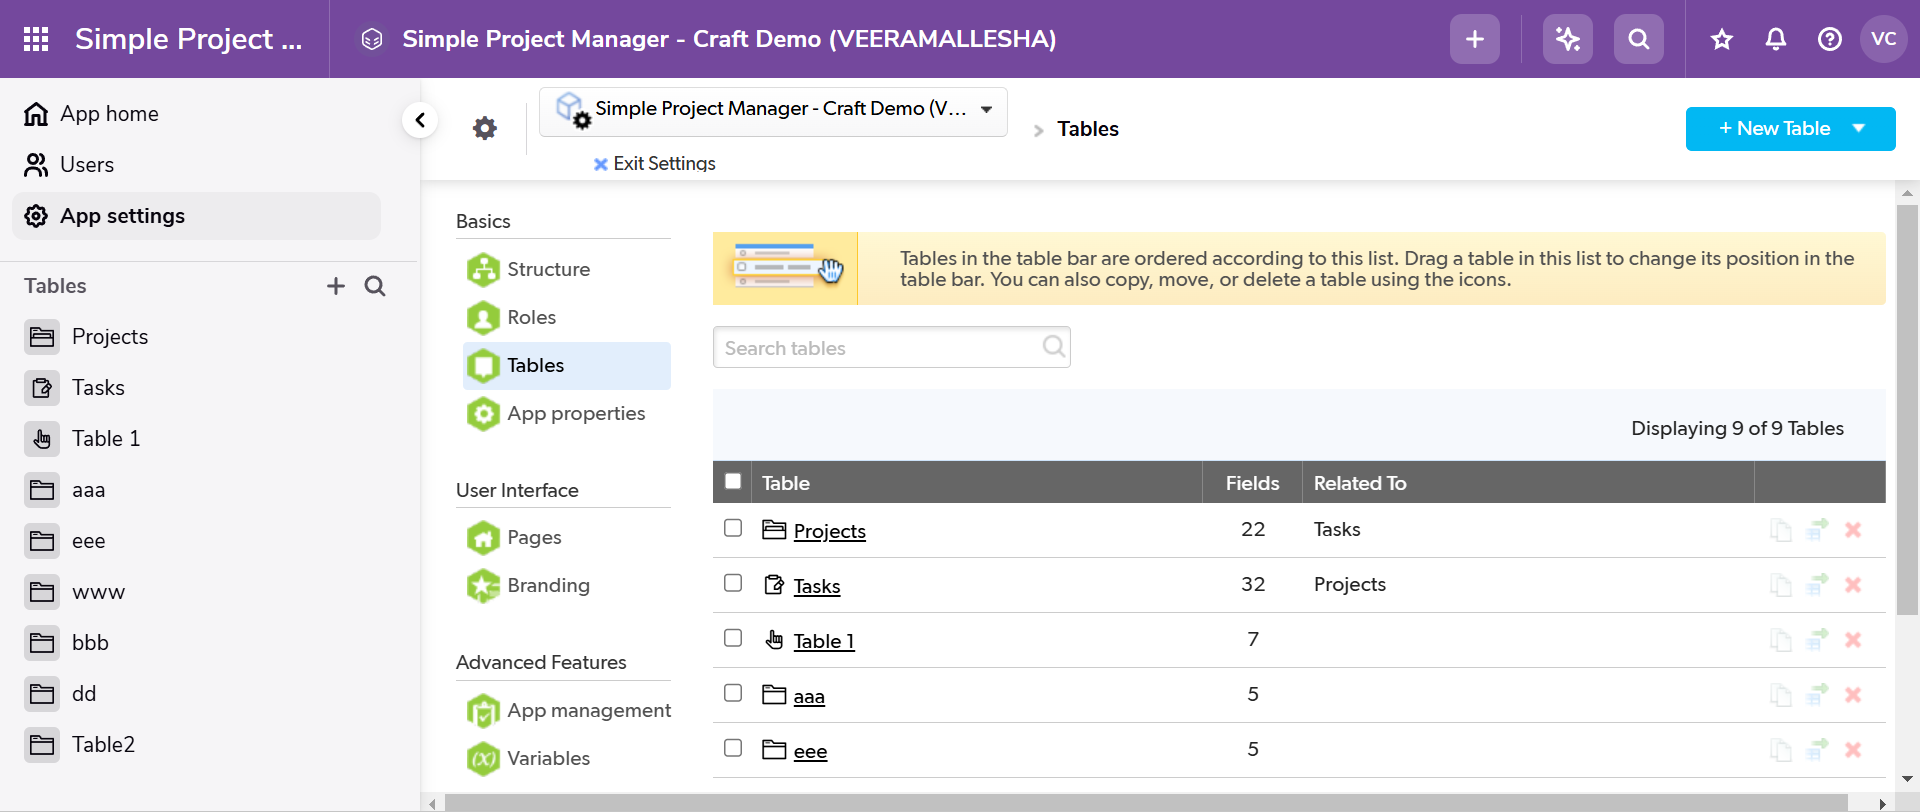 Simple Project ...
Simple Project Manager - Craft Demo (VEERAMALLESHA)
VC
App home
Users
App settings
Tables
Projects
Tasks
Table 1
aaa
eee
www
bbb
dd
Table2
Simple Project Manager - Craft Demo (V...
Tables
Exit Settings
+ New Table
Basics
Structure
Roles
Tables
App properties
User Interface
Pages
Branding
Advanced Features
App management
Variables
Tables in the table bar are ordered according to this list. Drag a table in this list to change its position in the
table bar. You can also copy, move, or delete a table using the icons.
Search tables
Displaying 9 of 9 Tables
Table Fields Related To
Projects 22 Tasks
Tasks 32 Projects
Table 1 7
aaa 5
eee 5